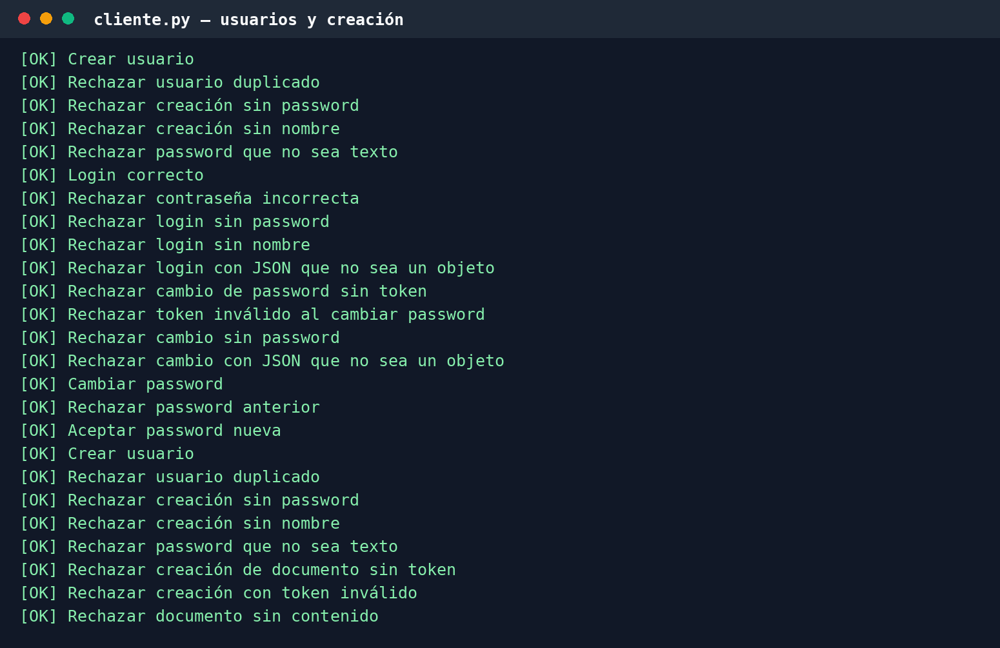 cliente.py — usuarios y creación
[OK] Crear usuario
[OK] Rechazar usuario duplicado
[OK] Rechazar creación sin password
[OK] Rechazar creación sin nombre
[OK] Rechazar password que no sea texto
[OK] Login correcto
[OK] Rechazar contraseña incorrecta
[OK] Rechazar login sin password
[OK] Rechazar login sin nombre
[OK] Rechazar login con JSON que no sea un objeto
[OK] Rechazar cambio de password sin token
[OK] Rechazar token inválido al cambiar password
[OK] Rechazar cambio sin password
[OK] Rechazar cambio con JSON que no sea un objeto
[OK] Cambiar password
[OK] Rechazar password anterior
[OK] Aceptar password nueva
[OK] Crear usuario
[OK] Rechazar usuario duplicado
[OK] Rechazar creación sin password
[OK] Rechazar creación sin nombre
[OK] Rechazar password que no sea texto
[OK] Rechazar creación de documento sin token
[OK] Rechazar creación con token inválido
[OK] Rechazar documento sin contenido